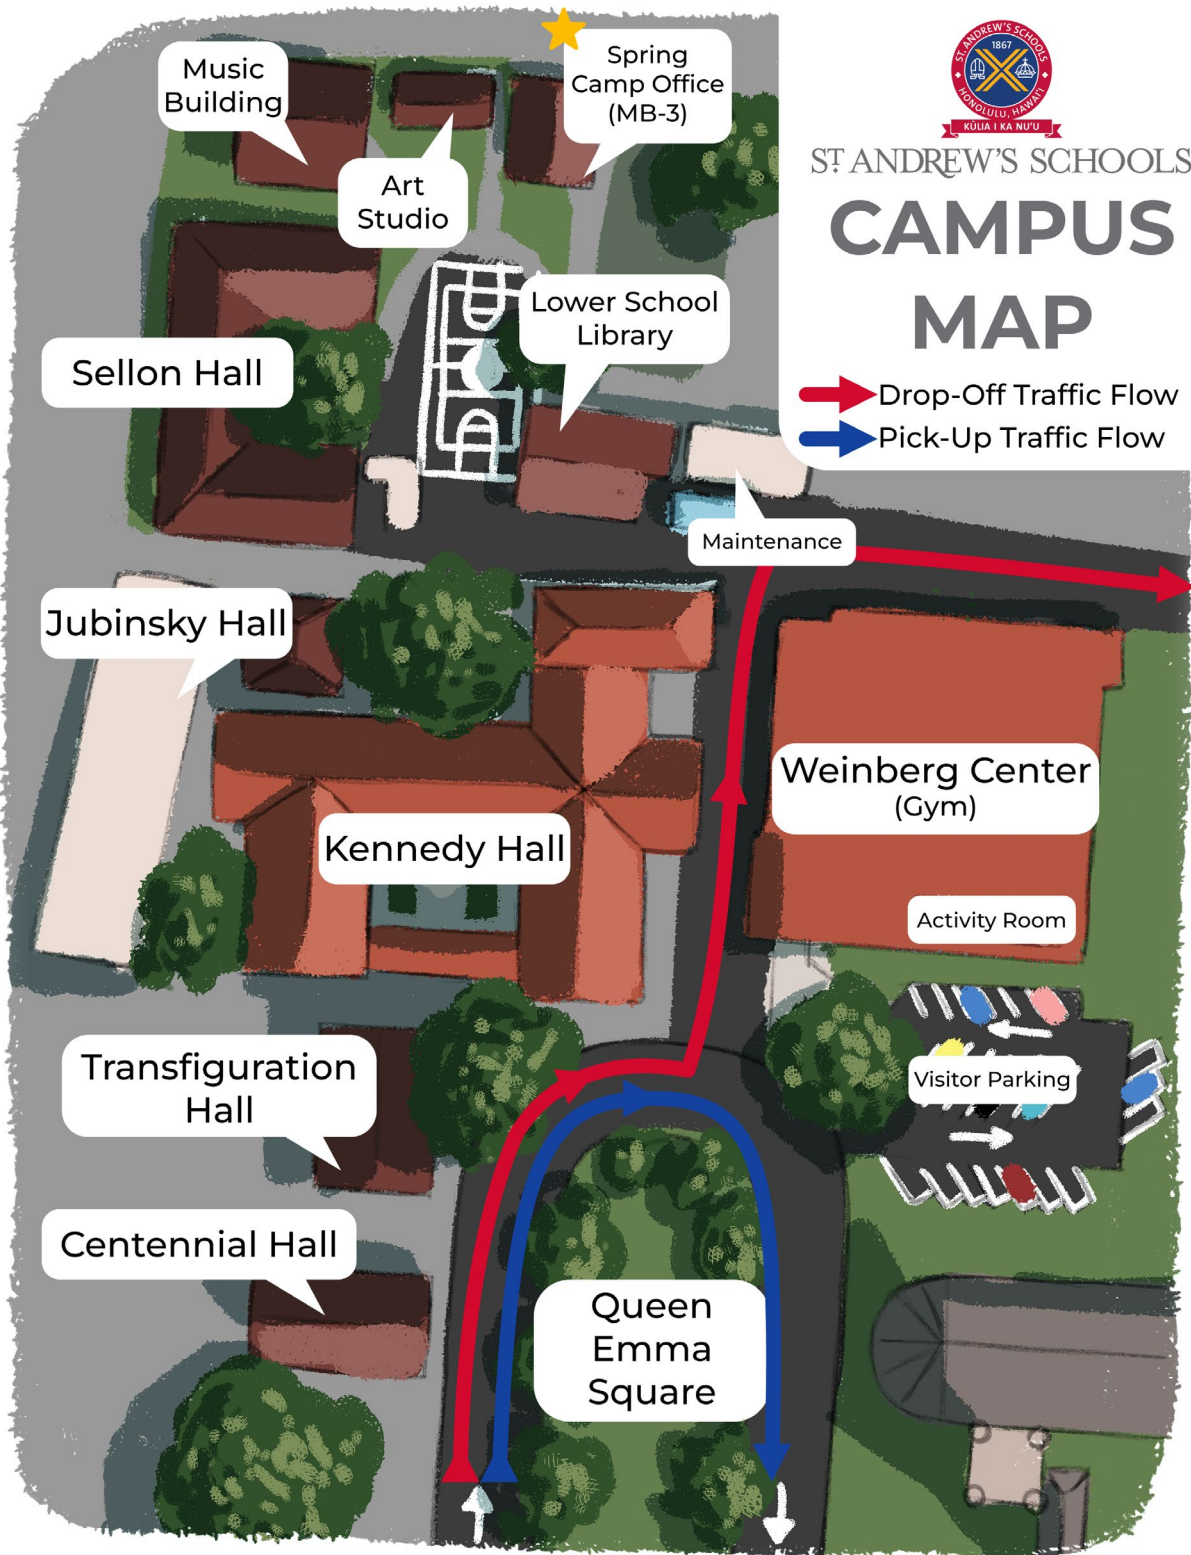 Music
Building
Spring
Camp Office
(MB-3)
Art
Studio
ST. ANDREW'S SCHOOLS
1867
HONOLULU, HAWAI'I
KŪLIA I KA NU'U
ST. ANDREW'S SCHOOLS
CAMPUS
MAP
Drop-Off Traffic Flow
Pick-Up Traffic Flow
Lower School
Library
Sellon Hall
Maintenance
Jubinsky Hall
Weinberg Center
(Gym)
Kennedy Hall
Activity Room
Transfiguration
Hall
Visitor Parking
Centennial Hall
Queen
Emma
Square